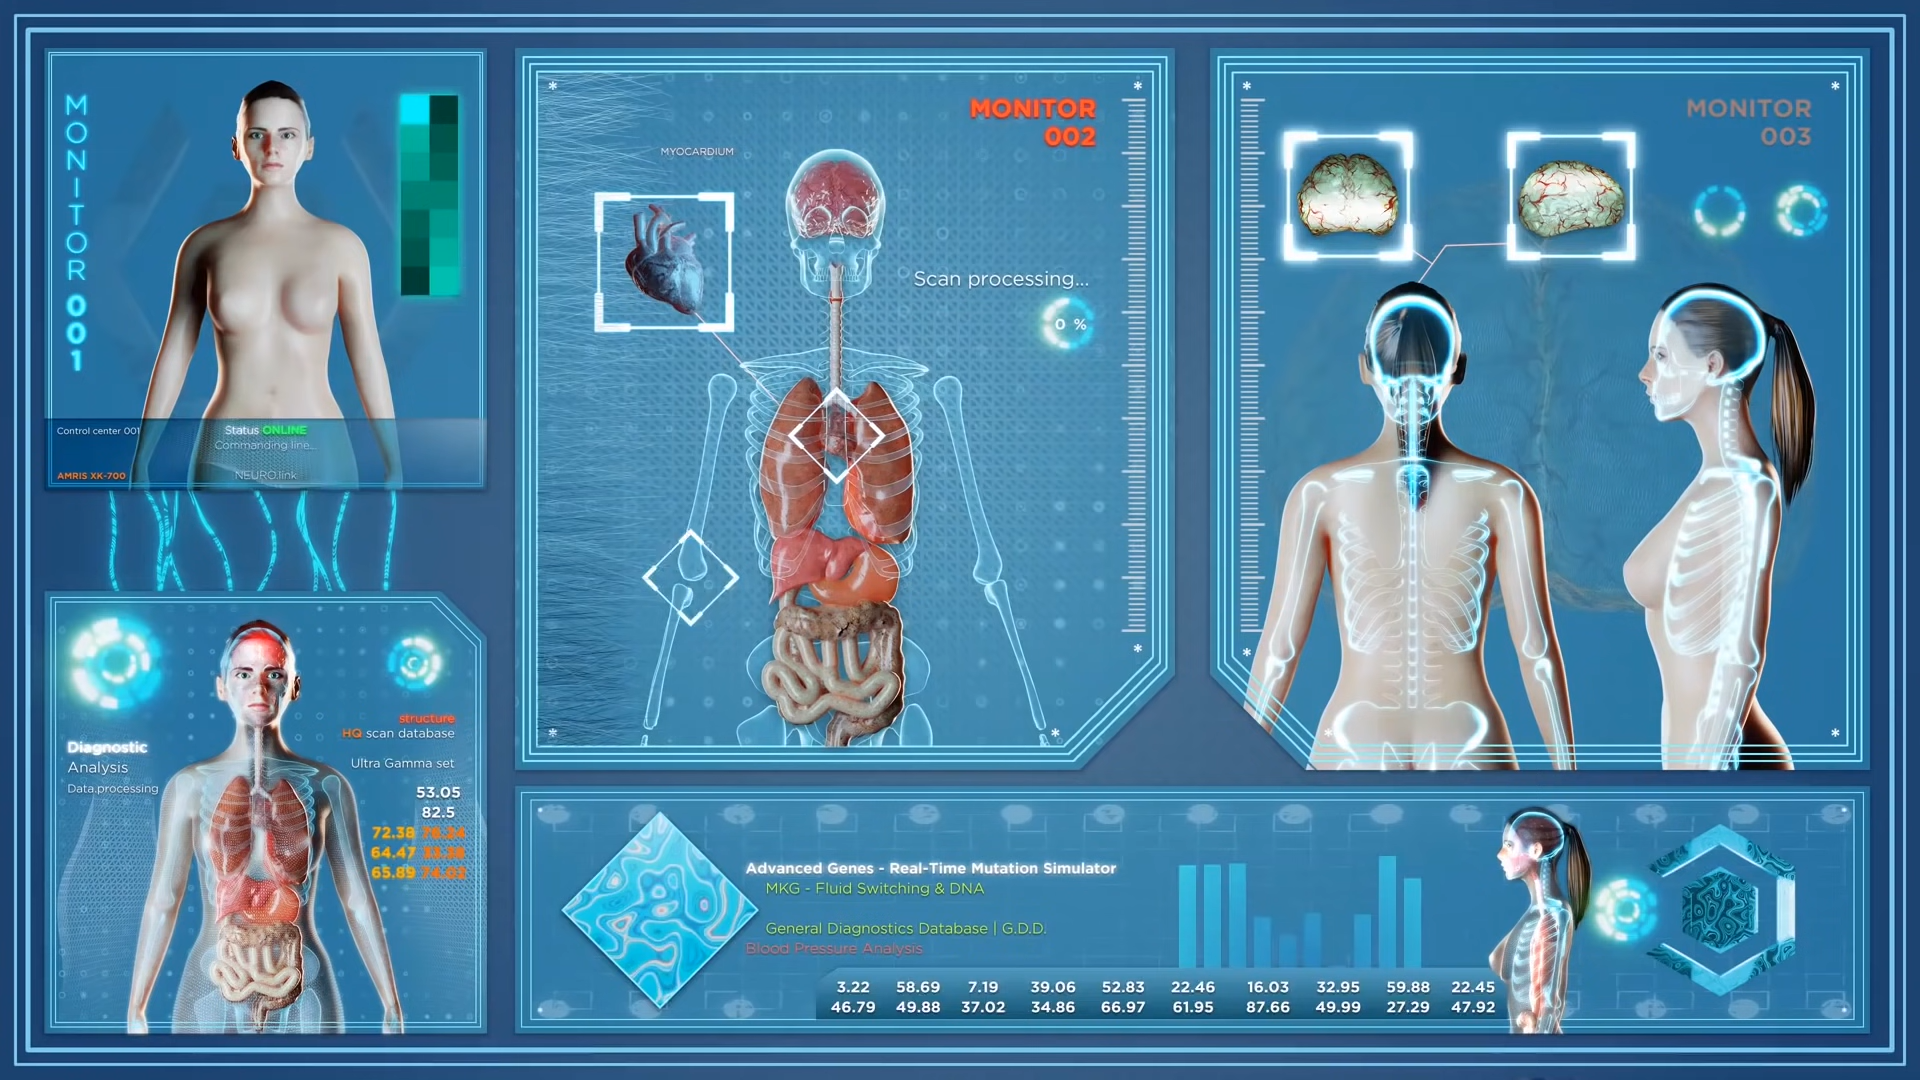 MONITOR 001
Control center 001
Status ONLINE
Commanding line...
AMRIS XK-700
NEURO.link
structure
HQ scan database
Diagnostic
Analysis
Data.processing
Ultra Gamma set
53.05
82.5
72.38
64.47
65.89
MONITOR
002
MYOCARDIUM
Scan processing...
0 %
MONITOR
003
Advanced Genes - Real-Time Mutation Simulator
MKG - Fluid Switching & DNA
General Diagnostics Database | G.D.D.
Blood Pressure Analysis
3.22 58.69 7.19 39.06 52.83 22.46 16.03 32.95 59.88 22.45
46.79 49.88 37.02 34.86 66.97 61.95 87.66 49.99 27.29 47.92